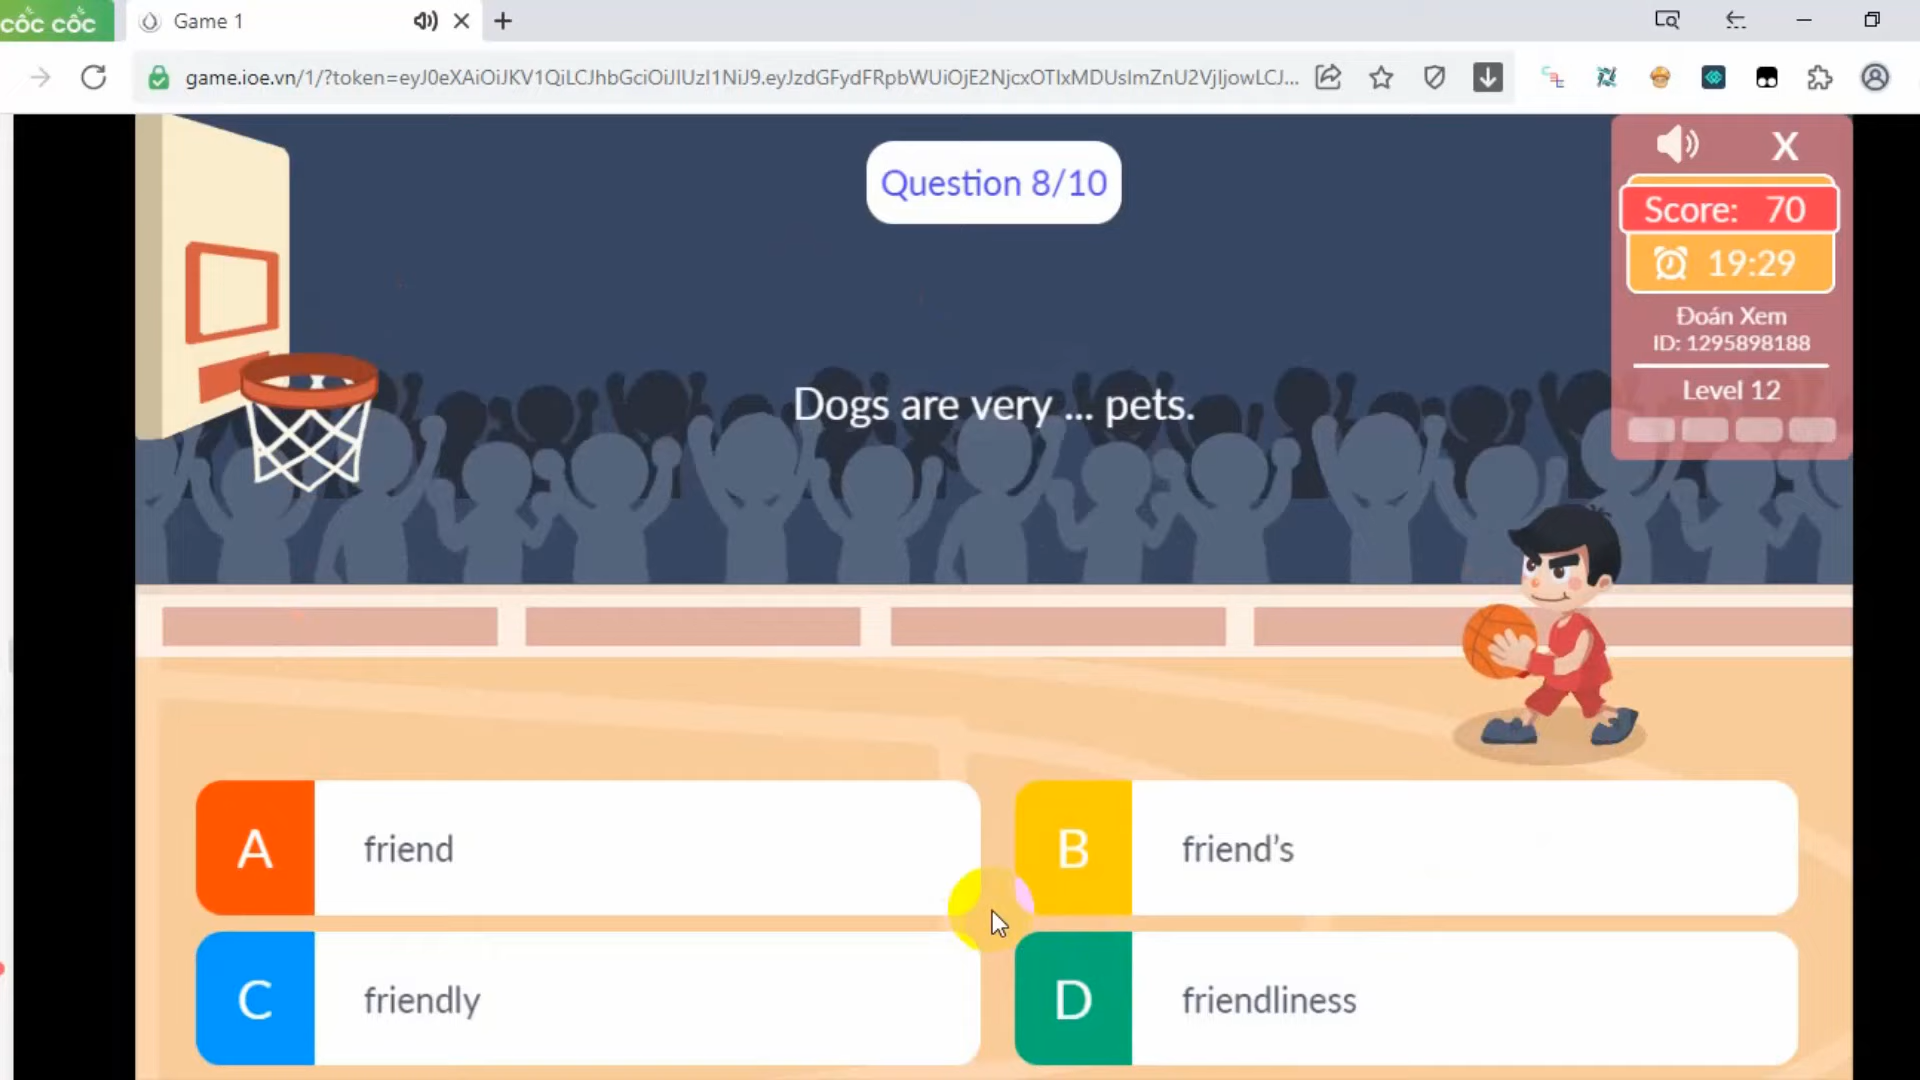 cốc cốc
Game 1
game.ioe.vn/1/?token=eyJ0eXAiOiJKV1QiLCJhbGciOiJIUzI1NiJ9.eyJzdGFydFRpbWUiOjE2NjcxOTIxMDUsImZnU2VjIjowLCJ...
Question 8/10
X
Score: 70
19:29
Đoán Xem
ID: 1295898188
Level 12
Dogs are very ... pets.
A friend
B friend’s
C friendly
D friendliness